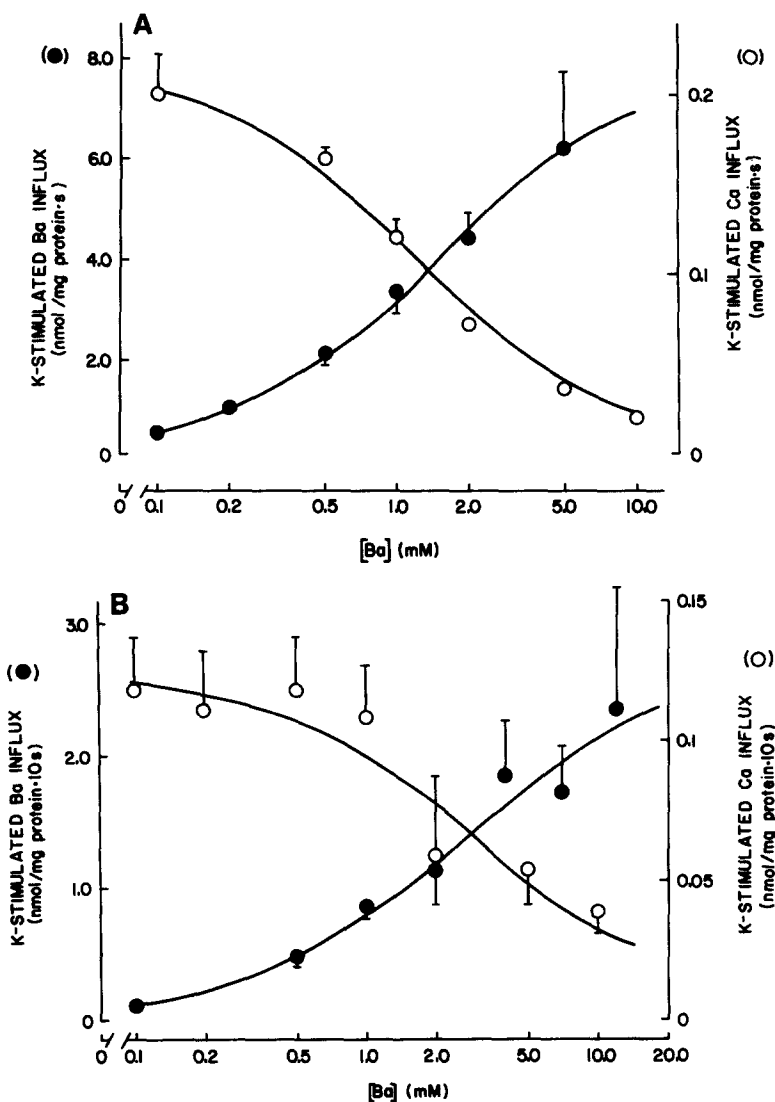 A
(●)
8.0
6.0
4.0
2.0
0
K-STIMULATED Ba INFLUX
(nmol/mg protein·s)
(○)
0.2
0.1
0
K-STIMULATED Ca INFLUX
(nmol/mg protein·s)
0 0.1 0.2 0.5 1.0 2.0 5.0 10.0
[Ba] (mM)
B
(●)
3.0
2.0
1.0
0
K-STIMULATED Ba INFLUX
(nmol/mg protein·10s)
(○)
0.15
0.1
0.05
0
K-STIMULATED Ca INFLUX
(nmol/mg protein·10s)
0 0.1 0.2 0.5 1.0 2.0 5.0 10.0 20.0
[Ba] (mM)